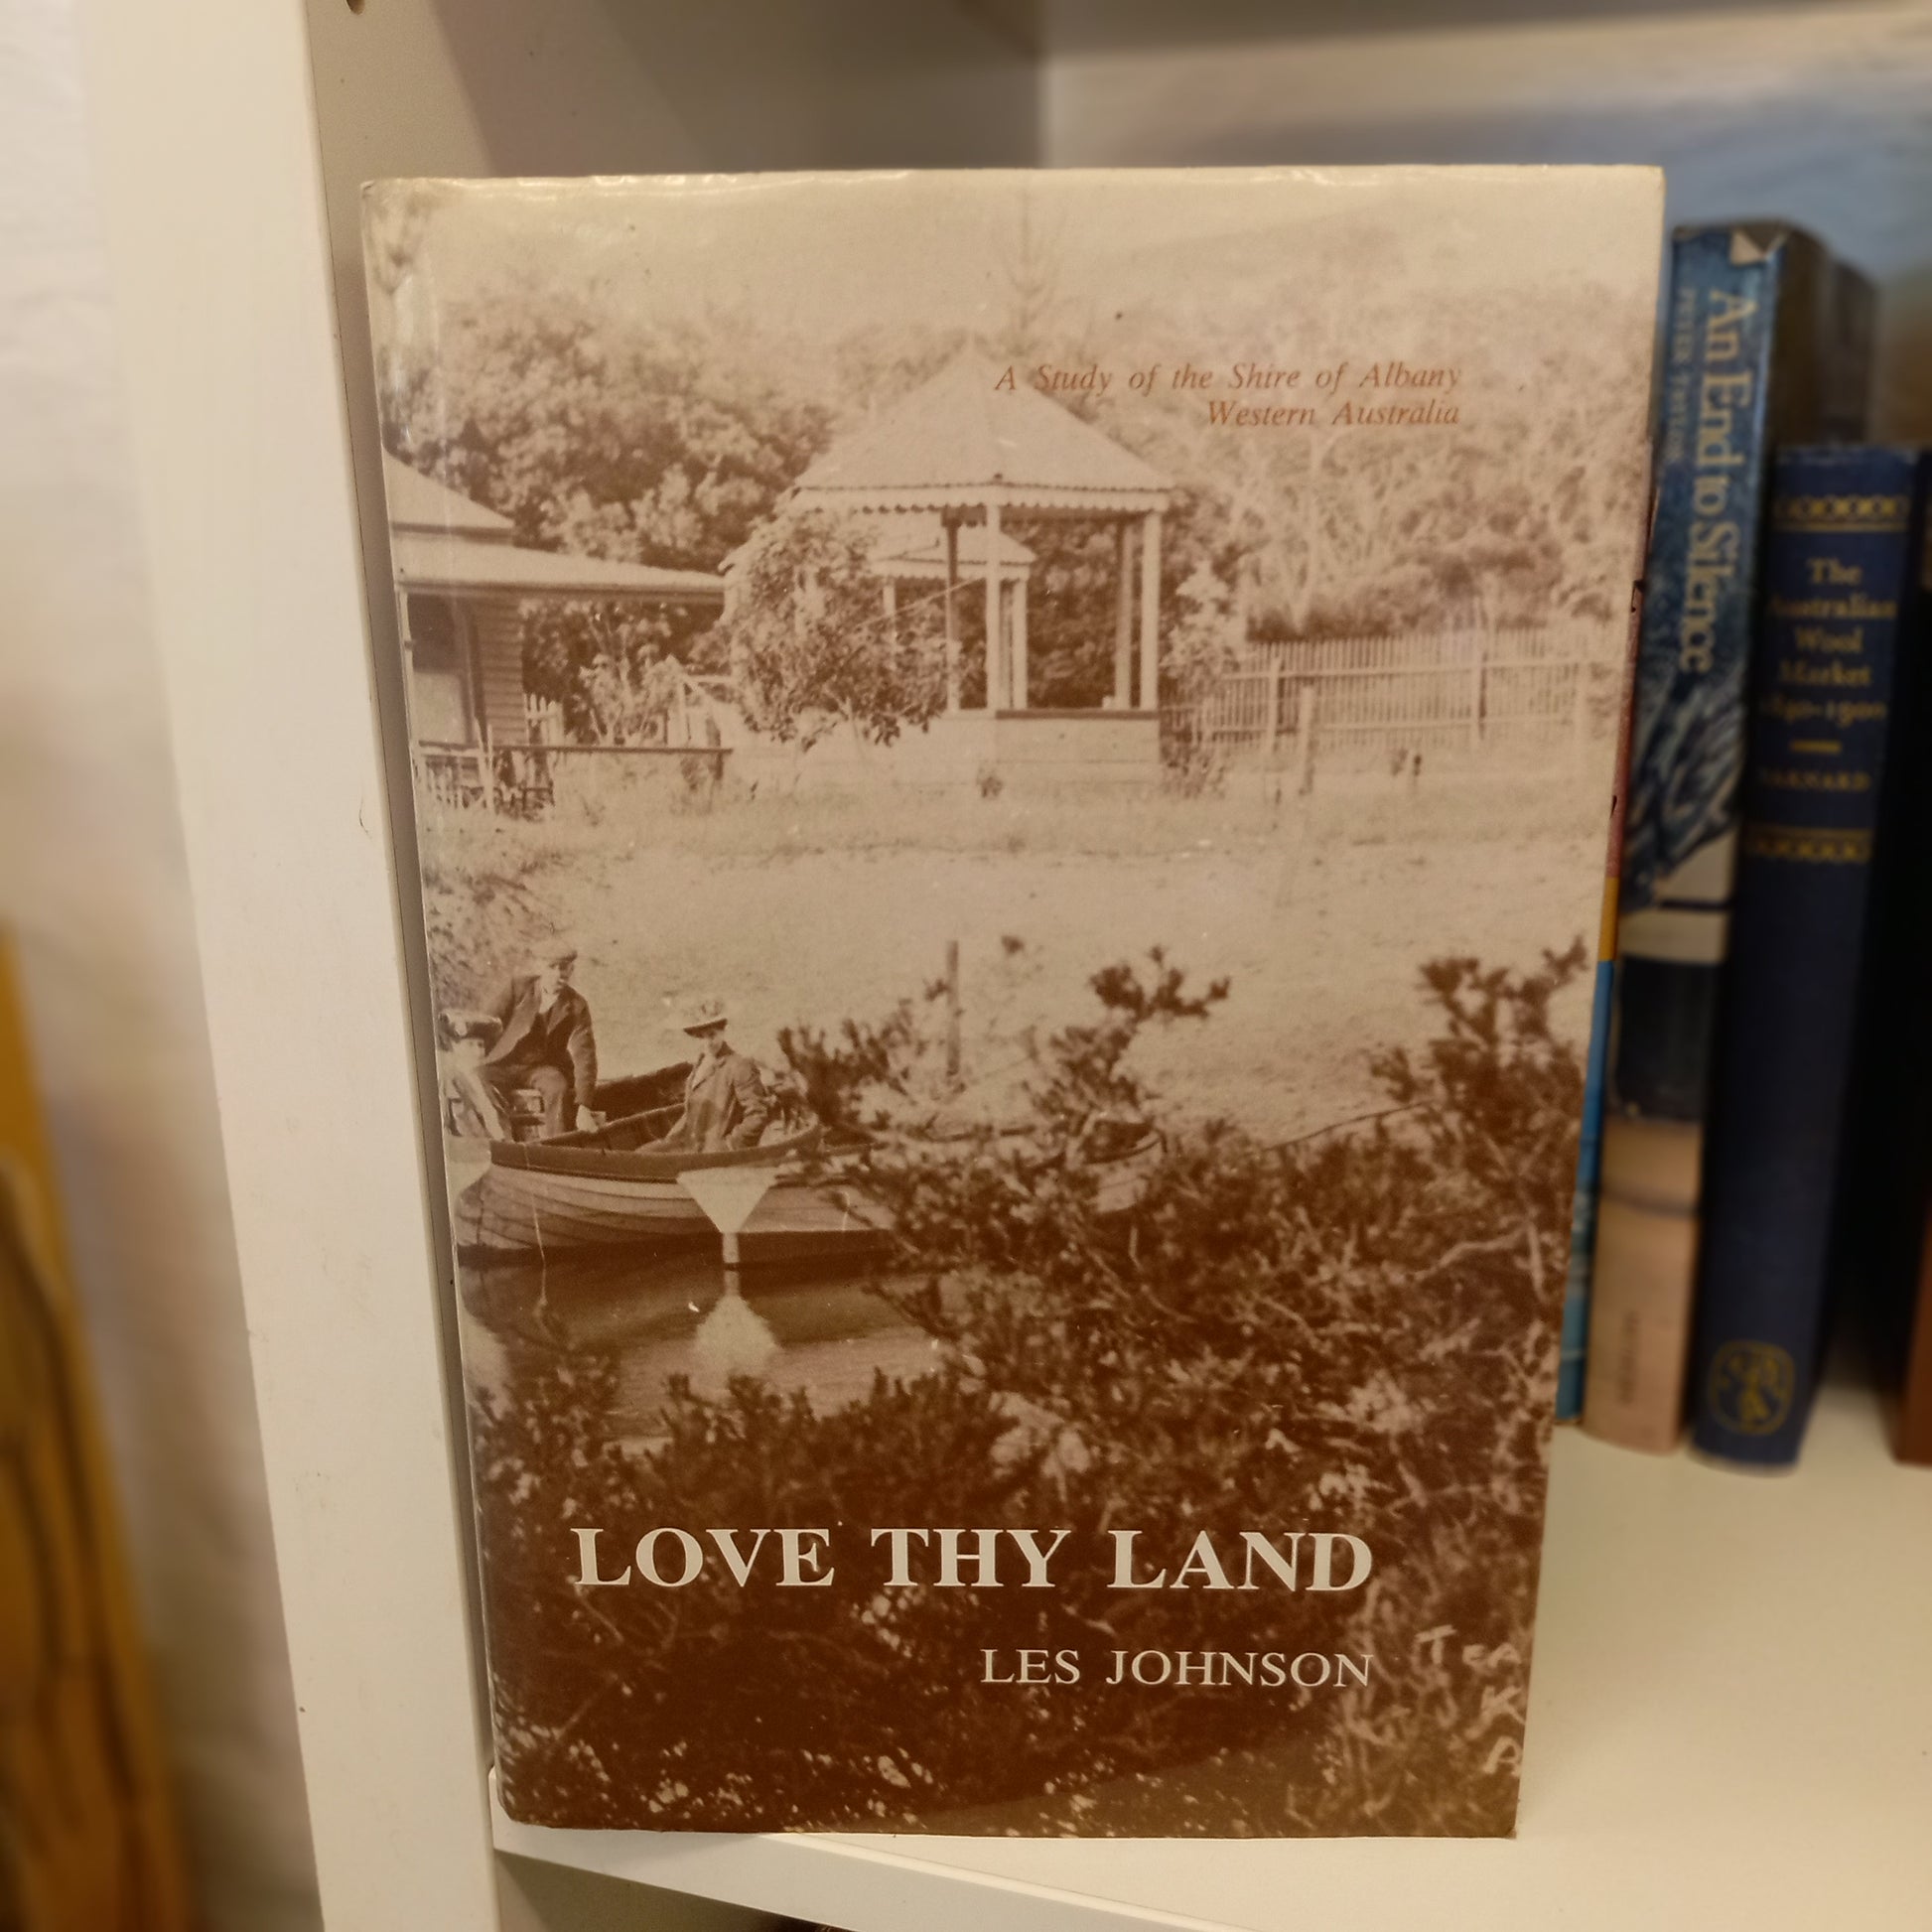 A Study of the Shire of Albany
Western Australia
LOVE THY LAND
LES JOHNSON
An End to Silence
The
Australian
Wool
Market